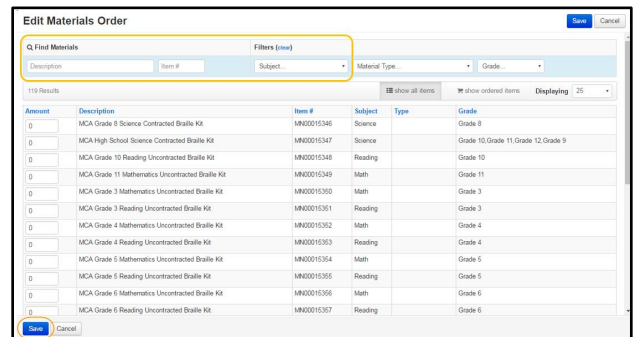 Edit Materials Order
Save Cancel
Find Materials Filters (clear)
Description Item # Subject... Material Type... Grade...
119 Results show all items show ordered items Displaying 25
Amount Description Item # Subject Type Grade
0 MCA Grade 8 Science Contracted Braille Kit MN00015346 Science Grade 8
0 MCA High School Science Contracted Braille Kit MN00015347 Science Grade 10,Grade 11,Grade 12,Grade 9
0 MCA Grade 10 Reading Uncontracted Braille Kit MN00015348 Reading Grade 10
0 MCA Grade 11 Mathematics Uncontracted Braille Kit MN00015349 Math Grade 11
0 MCA Grade 3 Mathematics Uncontracted Braille Kit MN00015350 Math Grade 3
0 MCA Grade 3 Reading Uncontracted Braille Kit MN00015351 Reading Grade 3
0 MCA Grade 4 Mathematics Uncontracted Braille Kit MN00015352 Math Grade 4
0 MCA Grade 4 Reading Uncontracted Braille Kit MN00015353 Reading Grade 4
0 MCA Grade 5 Mathematics Uncontracted Braille Kit MN00015354 Math Grade 5
0 MCA Grade 5 Reading Uncontracted Braille Kit MN00015355 Reading Grade 5
0 MCA Grade 6 Mathematics Uncontracted Braille Kit MN00015356 Math Grade 6
0 MCA Grade 6 Reading Uncontracted Braille Kit MN00015357 Reading Grade 6
Save Cancel